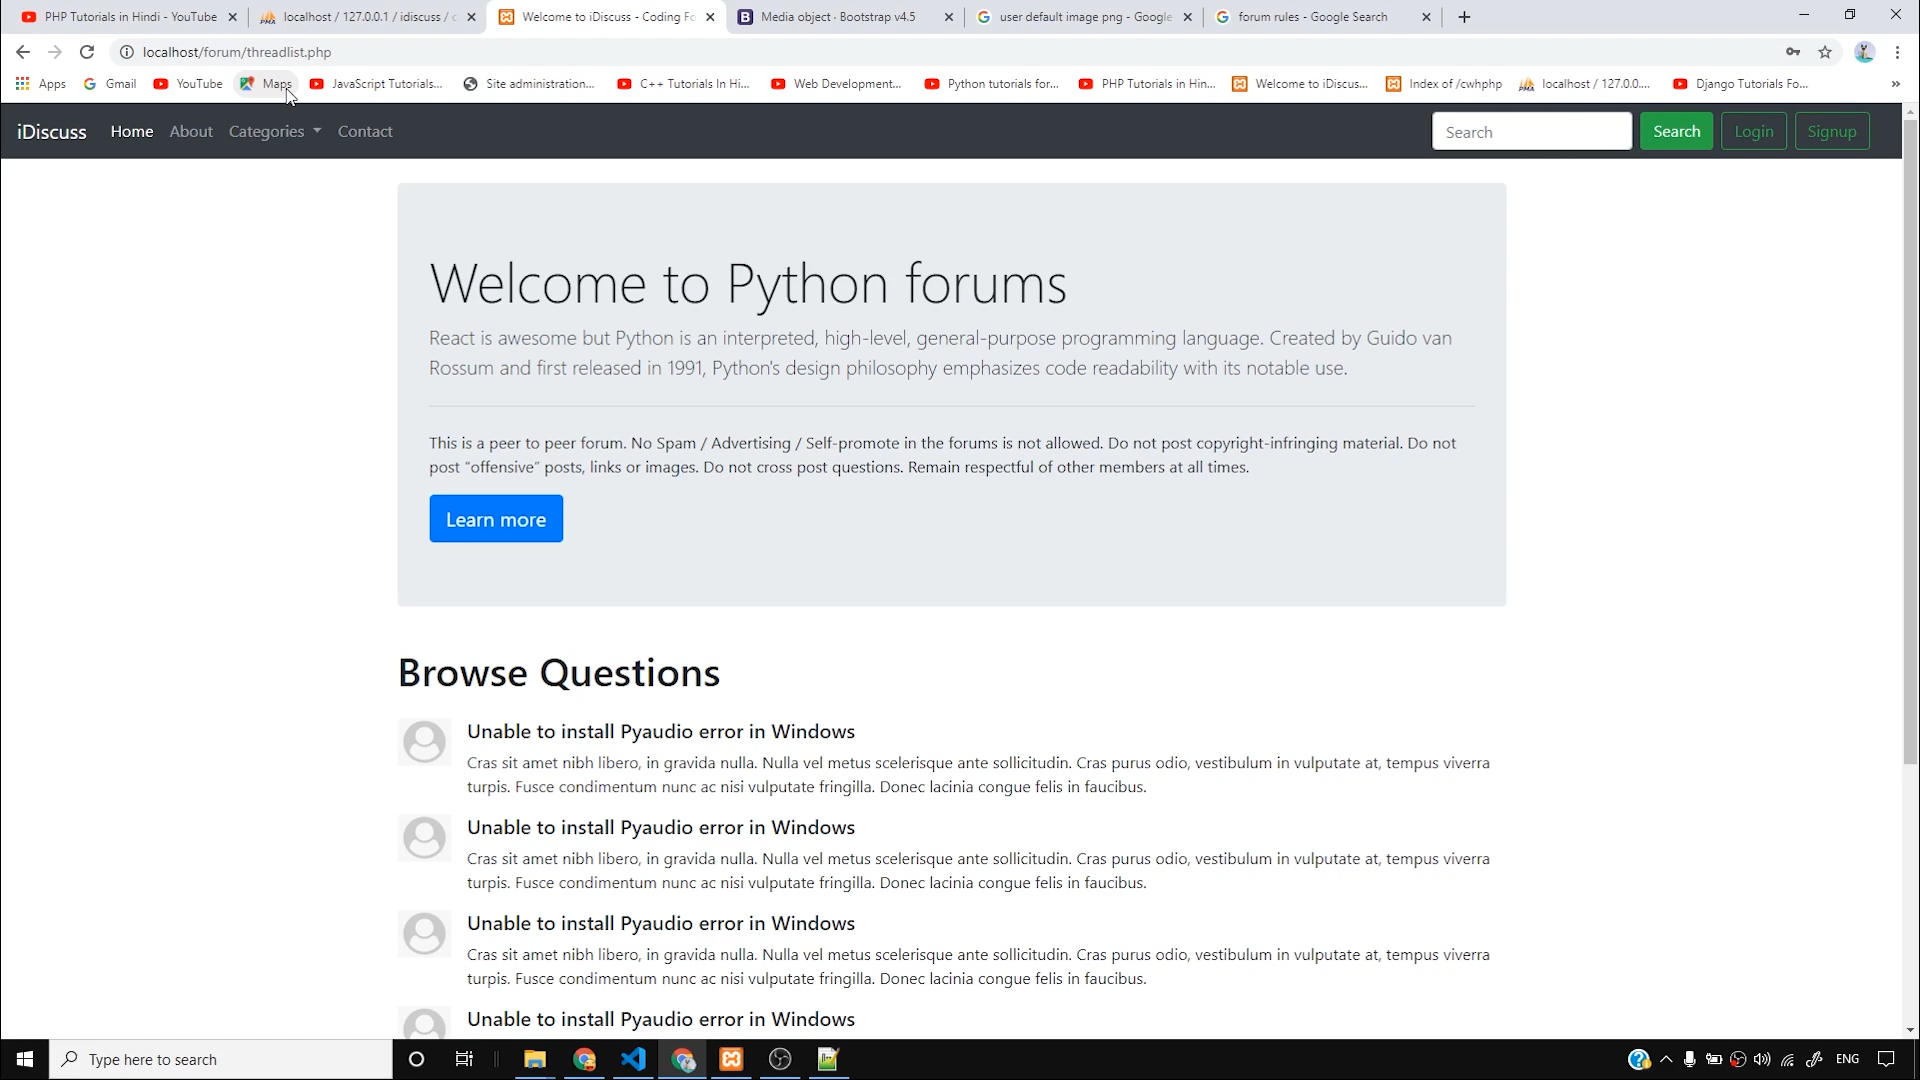 PHP Tutorials in Hindi - YouTube
localhost / 127.0.0.1 / idiscuss / c
Welcome to iDiscuss - Coding Fo
Media object · Bootstrap v4.5
user default image png - Google
forum rules - Google Search
localhost/forum/threadlist.php
Apps
Gmail
YouTube
Maps
JavaScript Tutorials...
Site administration...
C++ Tutorials In Hi...
Web Development...
Python tutorials for...
PHP Tutorials in Hin...
Welcome to iDiscus...
Index of /cwhphp
localhost / 127.0.0....
Django Tutorials Fo...
»
iDiscuss
Home
About
Categories
Contact
Search
Search
Login
Signup
Welcome to Python forums
React is awesome but Python is an interpreted, high-level, general-purpose programming language. Created by Guido van
Rossum and first released in 1991, Python's design philosophy emphasizes code readability with its notable use.
This is a peer to peer forum. No Spam / Advertising / Self-promote in the forums is not allowed. Do not post copyright-infringing material. Do not
post “offensive” posts, links or images. Do not cross post questions. Remain respectful of other members at all times.
Learn more
Browse Questions
Unable to install Pyaudio error in Windows
Cras sit amet nibh libero, in gravida nulla. Nulla vel metus scelerisque ante sollicitudin. Cras purus odio, vestibulum in vulputate at, tempus viverra
turpis. Fusce condimentum nunc ac nisi vulputate fringilla. Donec lacinia congue felis in faucibus.
Unable to install Pyaudio error in Windows
Cras sit amet nibh libero, in gravida nulla. Nulla vel metus scelerisque ante sollicitudin. Cras purus odio, vestibulum in vulputate at, tempus viverra
turpis. Fusce condimentum nunc ac nisi vulputate fringilla. Donec lacinia congue felis in faucibus.
Unable to install Pyaudio error in Windows
Cras sit amet nibh libero, in gravida nulla. Nulla vel metus scelerisque ante sollicitudin. Cras purus odio, vestibulum in vulputate at, tempus viverra
turpis. Fusce condimentum nunc ac nisi vulputate fringilla. Donec lacinia congue felis in faucibus.
Unable to install Pyaudio error in Windows
Type here to search
ENG